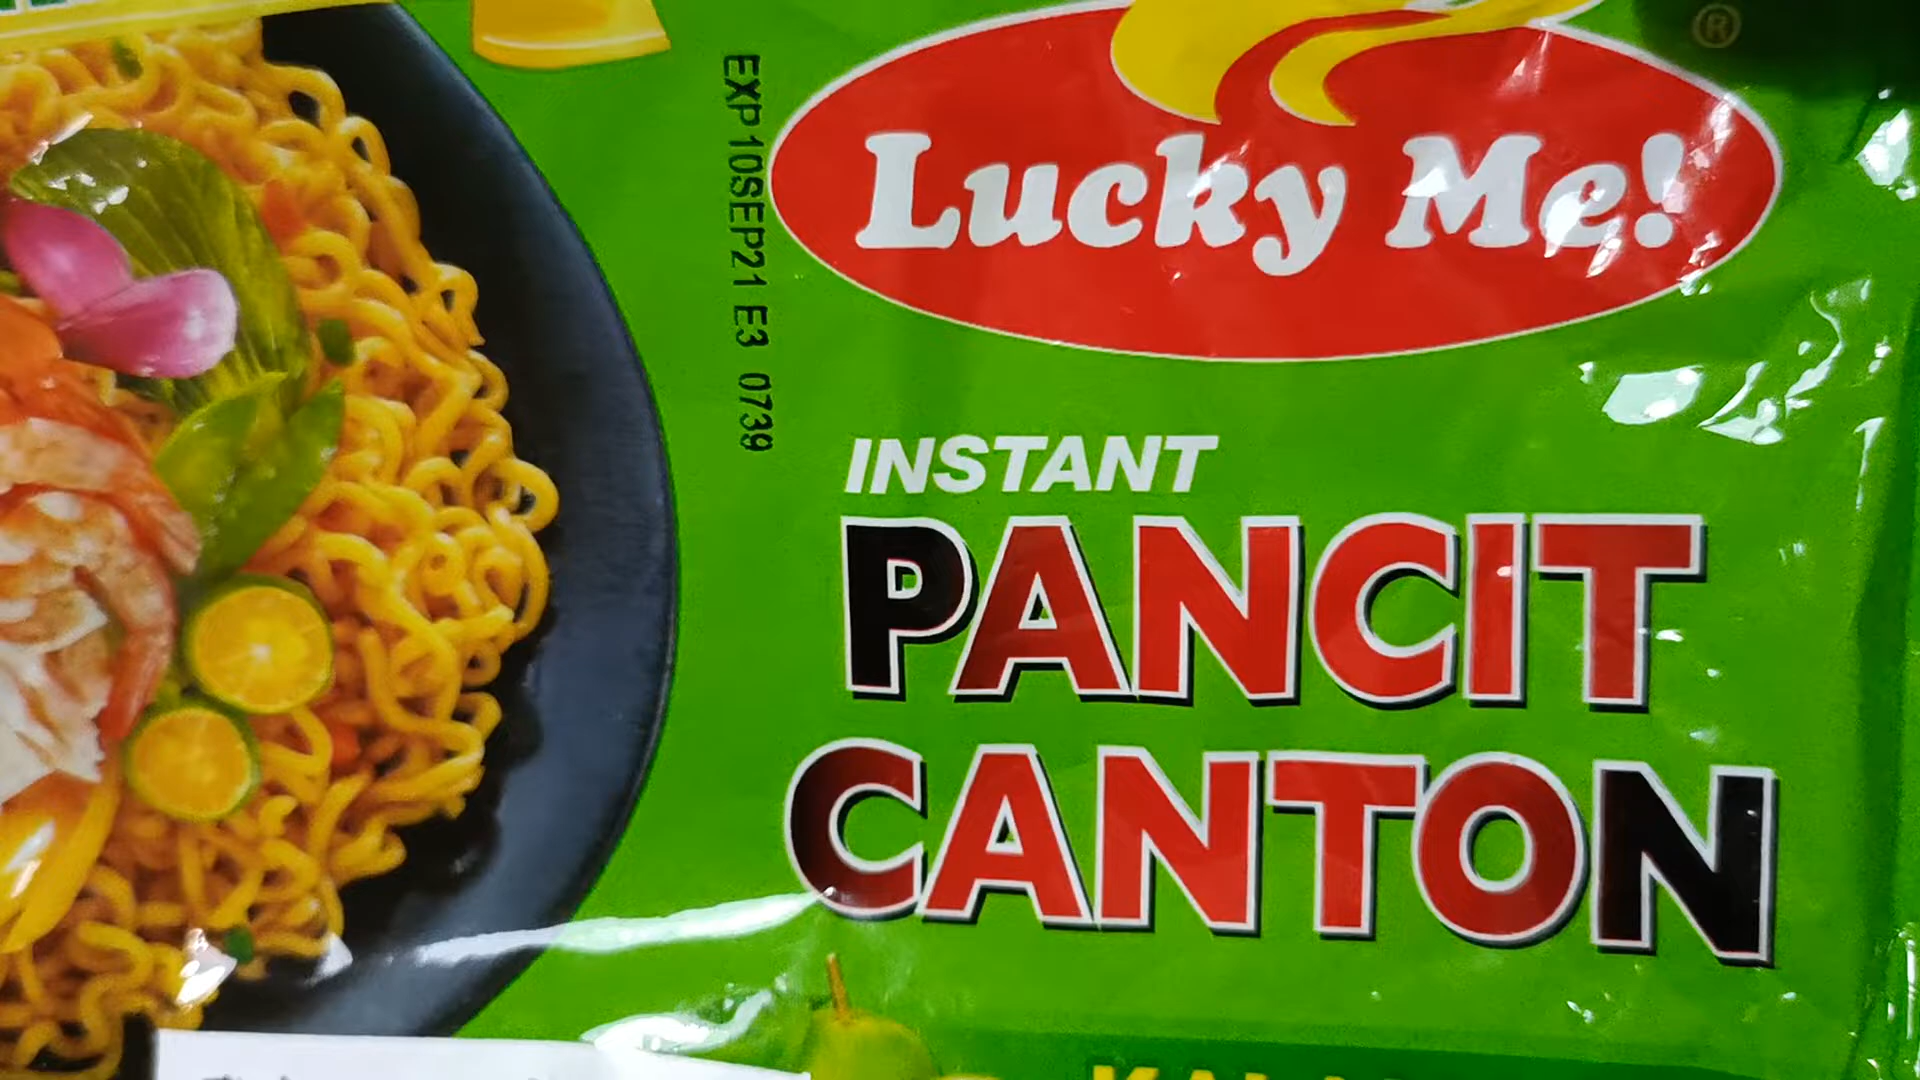 EXP 10SEP21 E3 0739
®
Lucky Me!
INSTANT
PANCIT
CANTON